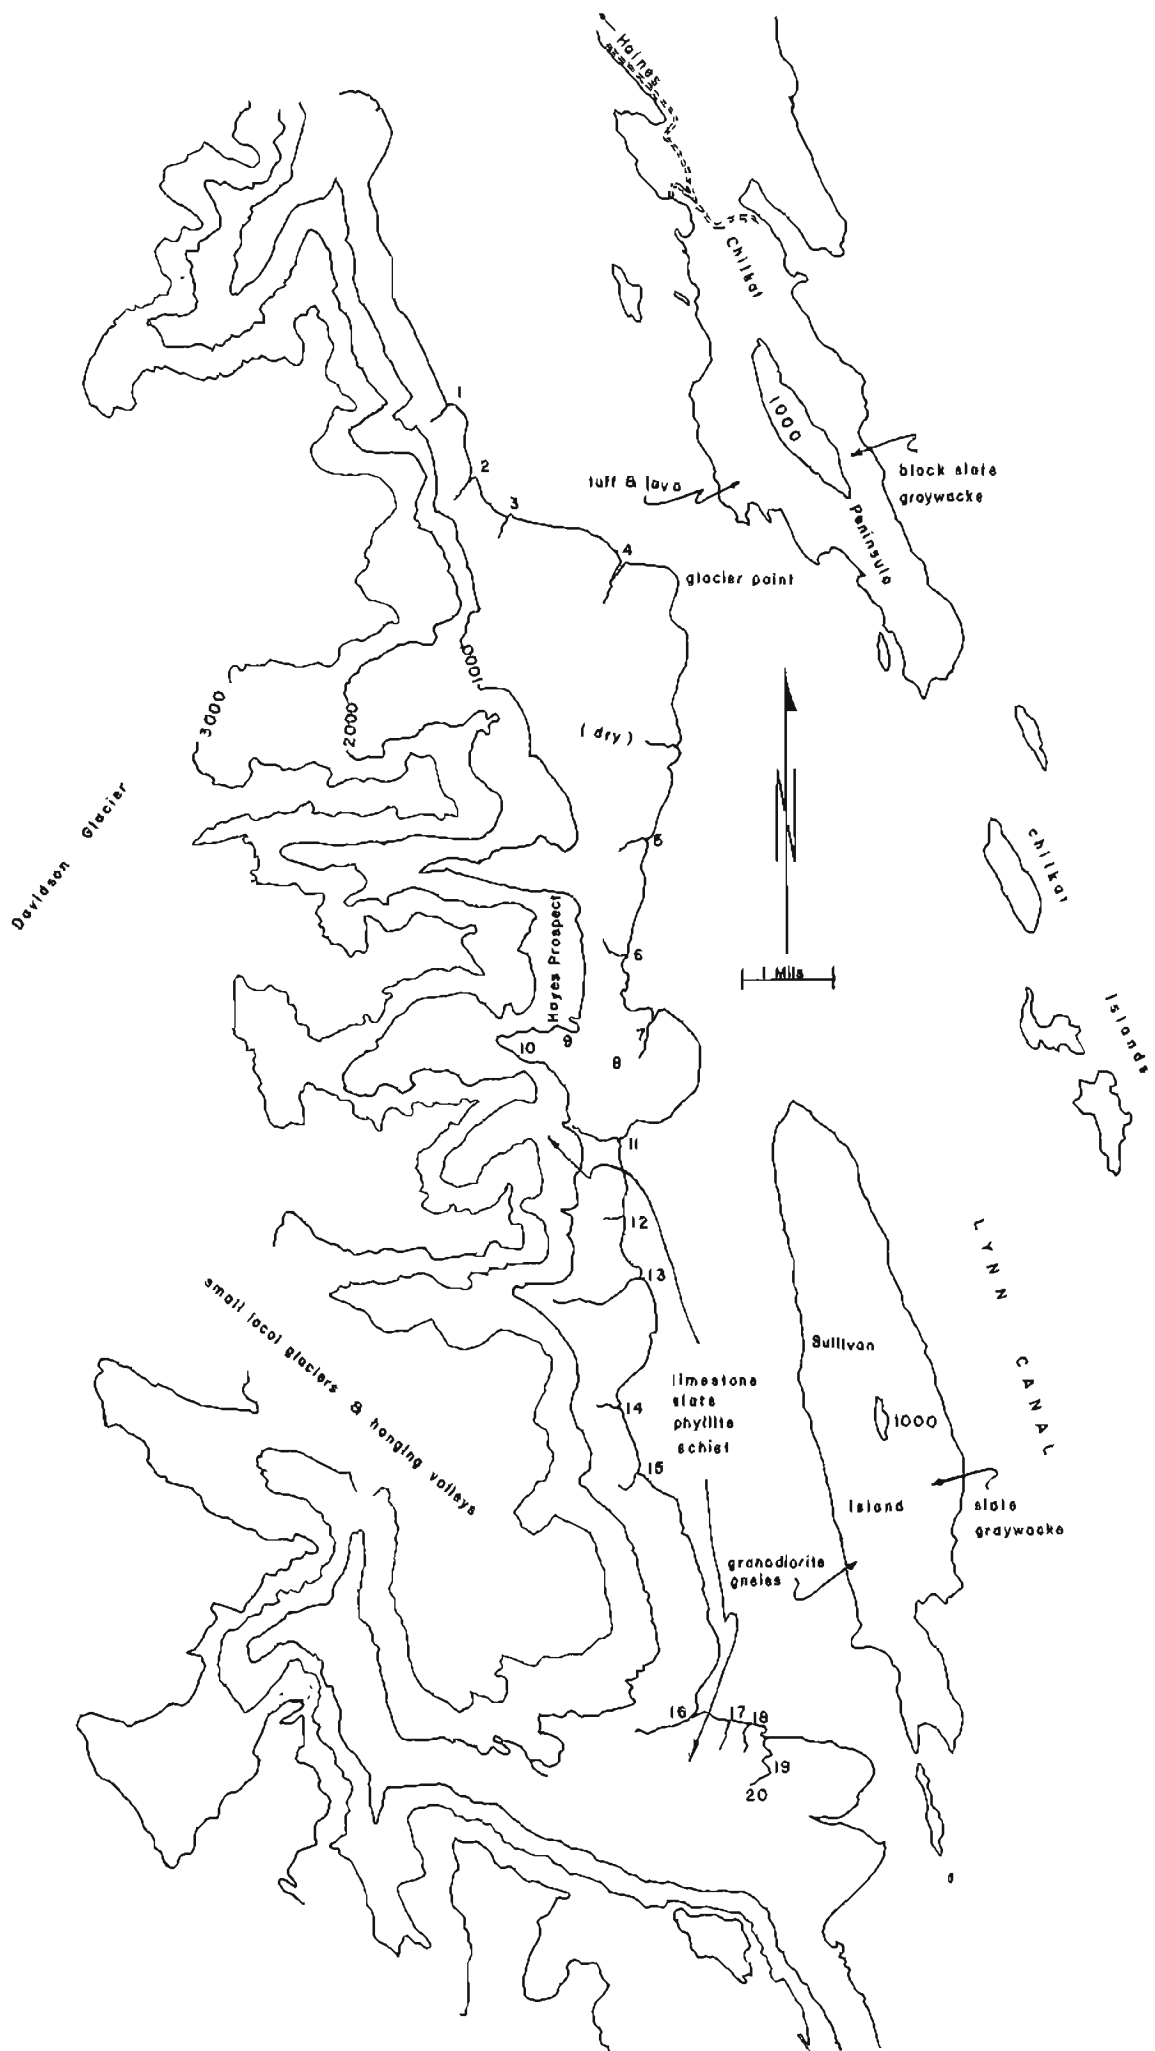 Haines
Chilkat
1
1000
2
black slate
graywacke
tuff & lava
3
Peninsula
4
glacier point
1000
3000
2000
( dry )
Davidson Glacier
5
chilkat
Hayes Prospect
6
1 Mile
N
Islands
7
10
9
8
11
12
LYNN CANAL
13
small local glaciers & hanging valleys
Sullivan
limestone
slate
phyllite
schist
14
1000
15
Island
slate
graywacke
granodiorite
gneiss
16
17
18
19
20